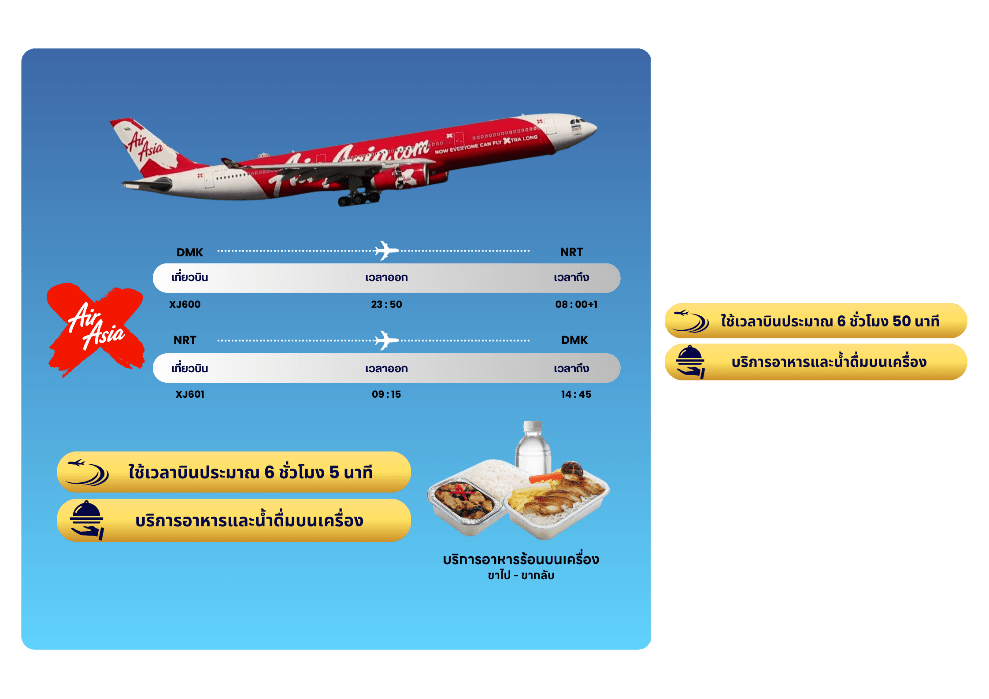 Air
Asia
AirAsia.com
NOW EVERYONE CAN FLY XTRA LONG
DMK
NRT
เที่ยวบิน
เวลาออก
เวลาถึง
XJ600
23 : 50
08 : 00+1
Air
Asia
NRT
DMK
เที่ยวบิน
เวลาออก
เวลาถึง
XJ601
09 : 15
14 : 45
ใช้เวลาบินประมาณ 6 ชั่วโมง 5 นาที
บริการอาหารและน้ำดื่มบนเครื่อง
บริการอาหารร้อนบนเครื่อง
ขาไป - ขากลับ
ใช้เวลาบินประมาณ 6 ชั่วโมง 50 นาที
บริการอาหารและน้ำดื่มบนเครื่อง